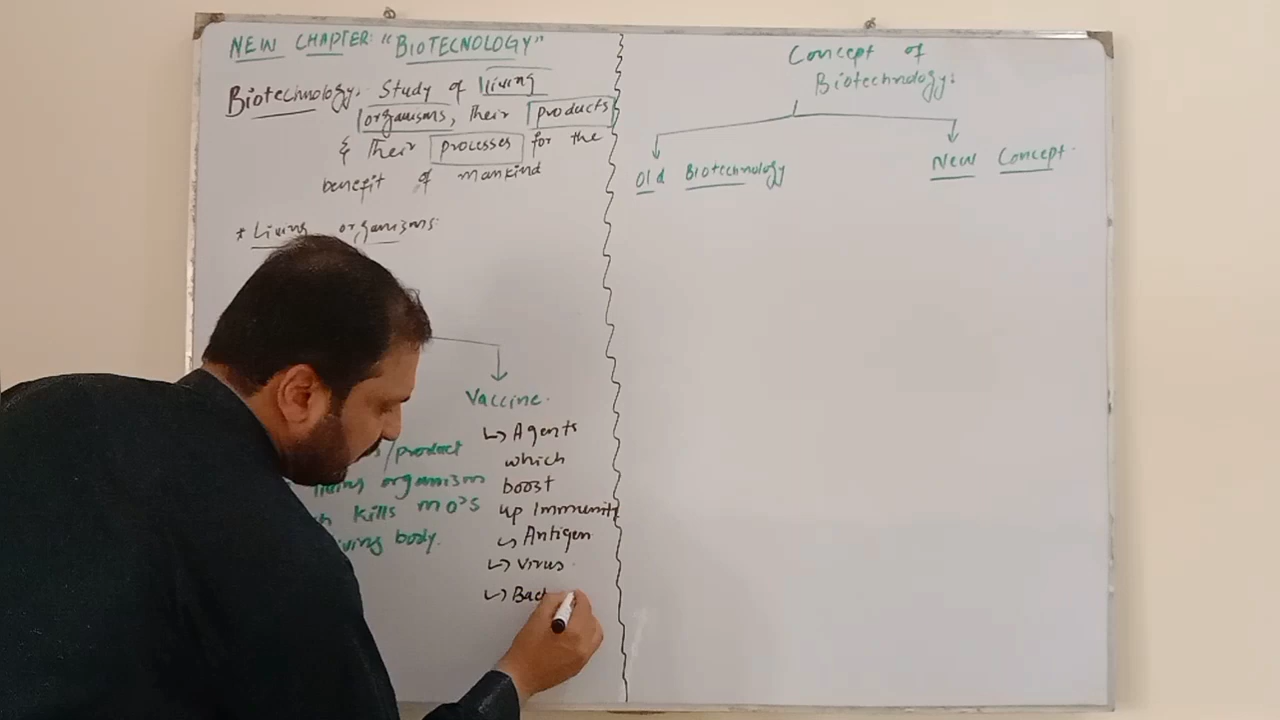 NEW CHAPTER: "BIOTECNOLOGY"
Biotechnology: Study of living
organisms, their products
& their processes for the
benefit of mankind
* Living organisms:
Vaccine.
↳ Agents
which
boost
up Immunity
↳ Antigen
↳ Virus
↳ Bact
/product
living organism
kills mo's
living body.
Concept of
Biotechnology:
Old Biotechnology
New Concept